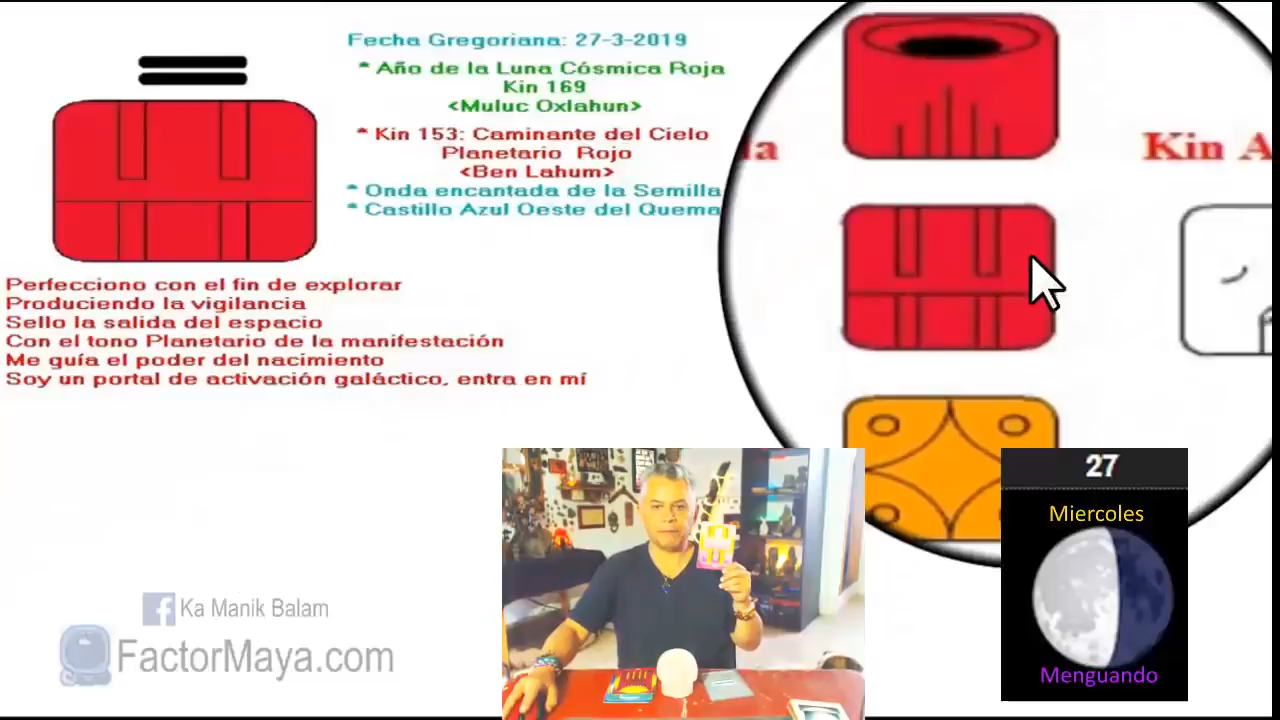 Fecha Gregoriana: 27-3-2019
* Año de la Luna Cósmica Roja
Kin 169
<Muluc Oxlahun>
* Kin 153: Caminante del Cielo
Planetario Rojo
<Ben Lahum>
* Onda encantada de la Semilla
* Castillo Azul Oeste del Quema
Perfecciono con el fin de explorar
Produciendo la vigilancia
Sello la salida del espacio
Con el tono Planetario de la manifestación
Me guía el poder del nacimiento
Soy un portal de activación galáctico, entra en mí
Kin A
27
Miercoles
Menguando
Ka Manik Balam
FactorMaya.com